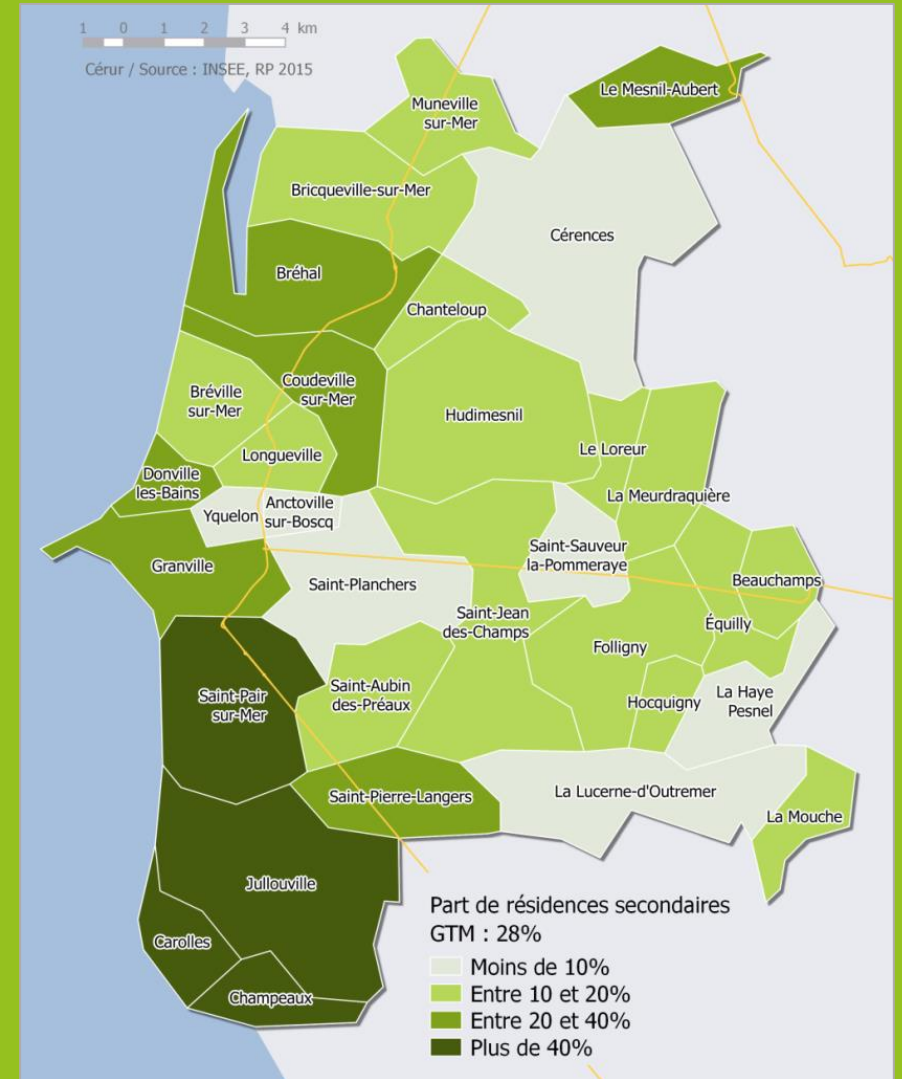 1 0 1 2 3 4 km
Cérur / Source : INSEE, RP 2015
Le Mesnil-Aubert
Muneville
sur-Mer
Bricqueville-sur-Mer
Cérences
Bréhal
Chanteloup
Coudeville
sur-Mer
Bréville
sur-Mer
Hudimesnil
Le Loreur
Longueville
Donville
les-Bains
La Meurdraquière
Yquelon
Anctoville
sur-Boscq
Saint-Sauveur
la-Pommeraye
Granville
Saint-Planchers
Beauchamps
Saint-Jean
des-Champs
Équilly
Folligny
Saint-Pair
sur-Mer
Saint-Aubin
des-Préaux
Hocquigny
La Haye
Pesnel
Saint-Pierre-Langers
La Lucerne-d'Outremer
La Mouche
Jullouville
Carolles
Champeaux
Part de résidences secondaires
GTM : 28%
Moins de 10%
Entre 10 et 20%
Entre 20 et 40%
Plus de 40%